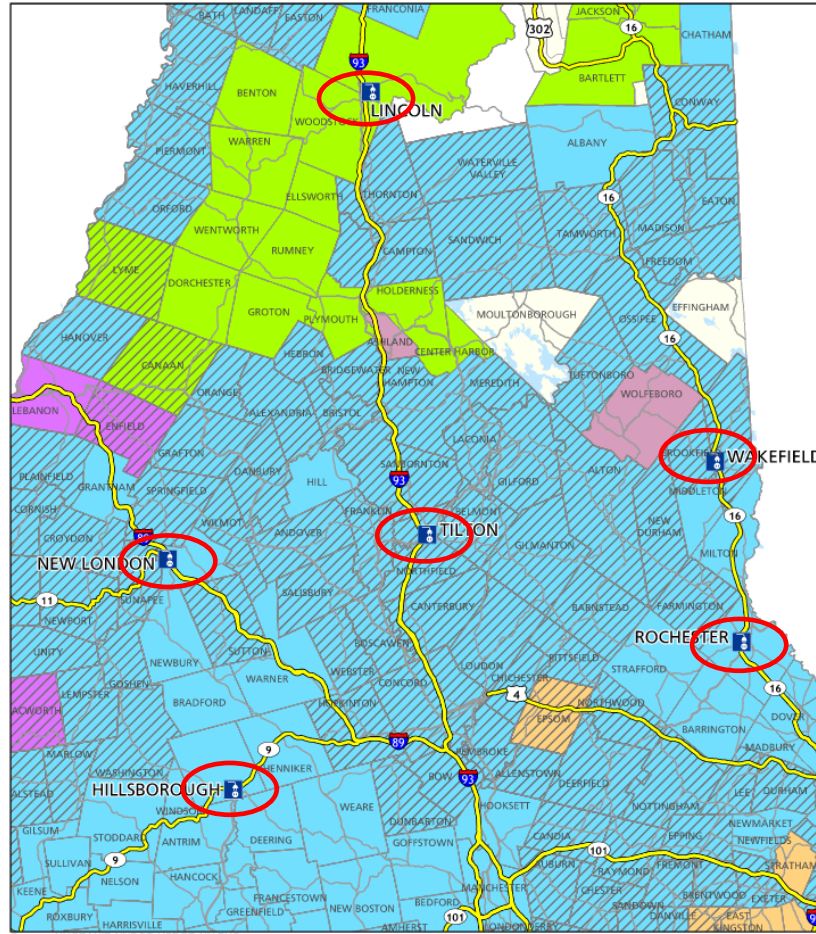 BATH
LANDAFF
EASTON
FRANCONIA
302
16
JACKSON
CHATHAM
HAVERHILL
BENTON
93
LINCOLN
BARTLETT
CONWAY
WOODSTOCK
WARREN
PIERMONT
ALBANY
WATERVILLE
VALLEY
ORFORD
ELLSWORTH
THORNTON
16
EATON
WENTWORTH
RUMNEY
CAMPTON
SANDWICH
TAMWORTH
MADISON
FREEDOM
LYME
DORCHESTER
HOLDERNESS
MOULTONBOROUGH
EFFINGHAM
GROTON
PLYMOUTH
OSSIPEE
HANOVER
ASHLAND
CENTER HARBOR
16
CANAAN
HEBRON
BRIDGEWATER
NEW
HAMPTON
MEREDITH
TUFTONBORO
ORANGE
WOLFEBORO
LEBANON
ENFIELD
ALEXANDRIA
BRISTOL
LACONIA
GRAFTON
SANBORNTON
ALTON
BROOKFIELD
WAKEFIELD
PLAINFIELD
GRANTHAM
SPRINGFIELD
DANBURY
HILL
93
GILFORD
MIDDLETON
CORNISH
CROYDON
WILMOT
ANDOVER
FRANKLIN
TILTON
BELMONT
GILMANTON
NEW
DURHAM
16
MILTON
NEW LONDON
89
NORTHFIELD
11
SUNAPEE
NEWPORT
SALISBURY
CANTERBURY
BARNSTEAD
FARMINGTON
UNITY
NEWBURY
SUTTON
BOSCAWEN
ROCHESTER
GOSHEN
LEMPSTER
WARNER
WEBSTER
CONCORD
LOUDON
CHICHESTER
PITTSFIELD
STRAFFORD
16
ACWORTH
BRADFORD
HOPKINTON
4
NORTHWOOD
EPSOM
BARRINGTON
DOVER
MADBURY
MARLOW
WASHINGTON
9
HENNIKER
89
PEMBROKE
HILLSBOROUGH
93
BOW
ALLENSTOWN
DEERFIELD
LEE
DURHAM
ALSTEAD
WINDSOR
WEARE
HOOKSETT
NOTTINGHAM
NEWMARKET
GILSUM
STODDARD
ANTRIM
DEERING
DUNBARTON
GOFFSTOWN
CANDIA
EPPING
NEWFIELDS
SULLIVAN
9
101
AUBURN
RAYMOND
FREMONT
STRATHAM
KEENE
NELSON
HANCOCK
FRANCESTOWN
MANCHESTER
CHESTER
BRENTWOOD
EXETER
ROXBURY
HARRISVILLE
GREENFIELD
NEW BOSTON
BEDFORD
SANDOWN
DANVILLE
EAST
KINGSTON
101
AMHERST
LONDONDERRY